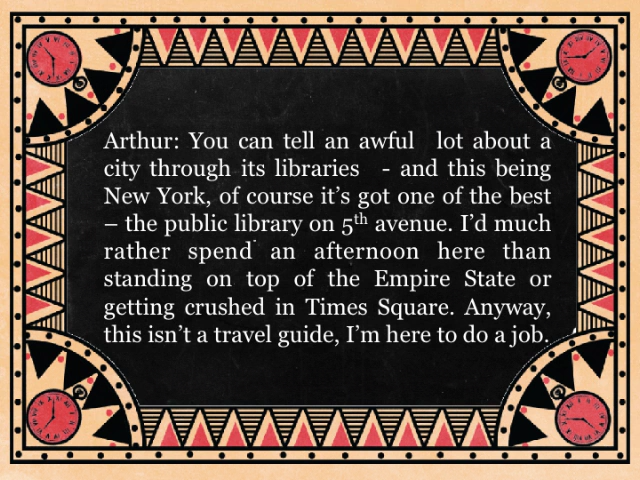 Arthur: You can tell an awful  lot about a
city through its libraries  - and this being
New York, of course it’s got one of the best
– the public library on 5th avenue. I’d much
rather spend an afternoon here than
standing on top of the Empire State or
getting crushed in Times Square. Anyway,
this isn’t a travel guide, I’m here to do a job.